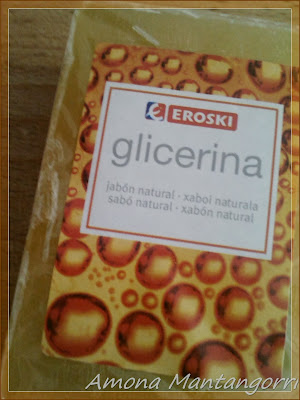 EROSKI
glicerina
jabón natural - xaboi naturala
sabó natural - xabón natural
Amona Mantangorri